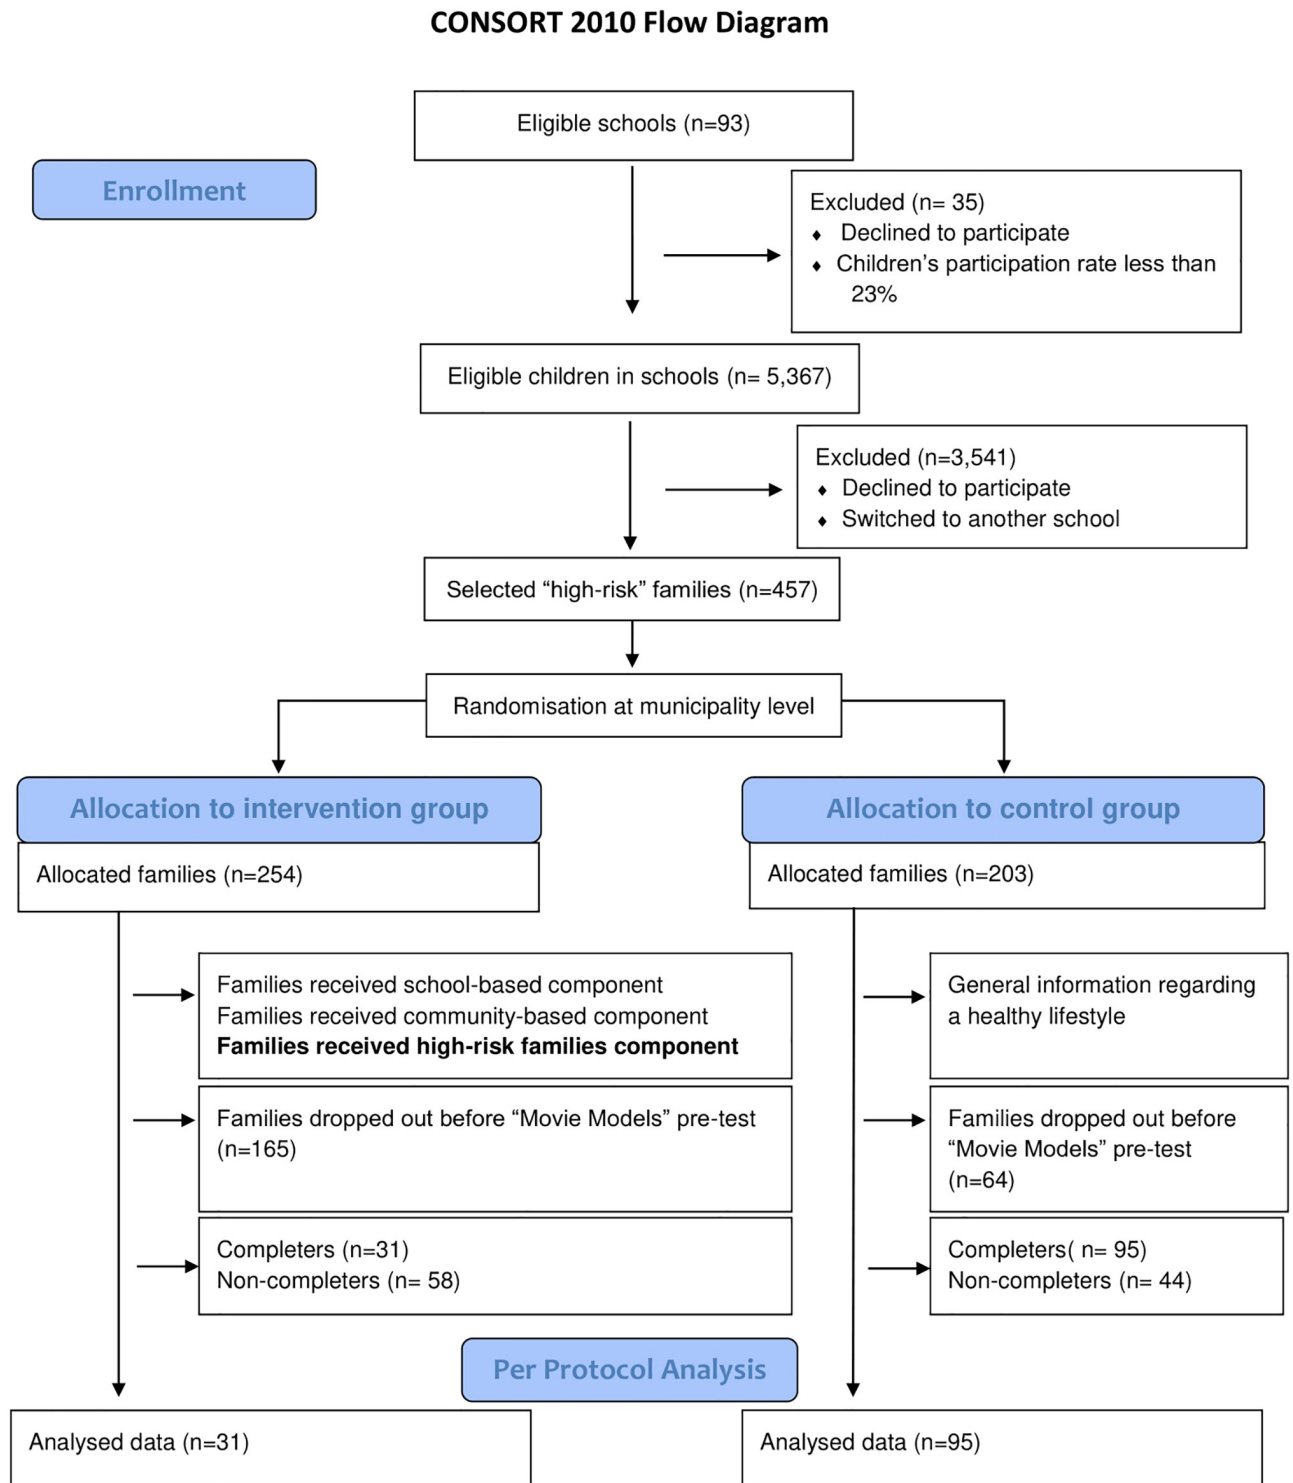 CONSORT 2010 Flow Diagram
Eligible schools (n=93)
Enrollment
Excluded (n= 35)
♦ Declined to participate
♦ Children’s participation rate less than
23%
Eligible children in schools (n= 5,367)
Excluded (n=3,541)
♦ Declined to participate
♦ Switched to another school
Selected “high-risk” families (n=457)
Randomisation at municipality level
Allocation to intervention group
Allocated families (n=254)
Families received school-based component
Families received community-based component
Families received high-risk families component
Families dropped out before “Movie Models” pre-test
(n=165)
Completers (n=31)
Non-completers (n= 58)
Allocation to control group
Allocated families (n=203)
General information regarding
a healthy lifestyle
Families dropped out before
“Movie Models” pre-test
(n=64)
Completers( n= 95)
Non-completers (n= 44)
Per Protocol Analysis
Analysed data (n=31)
Analysed data (n=95)